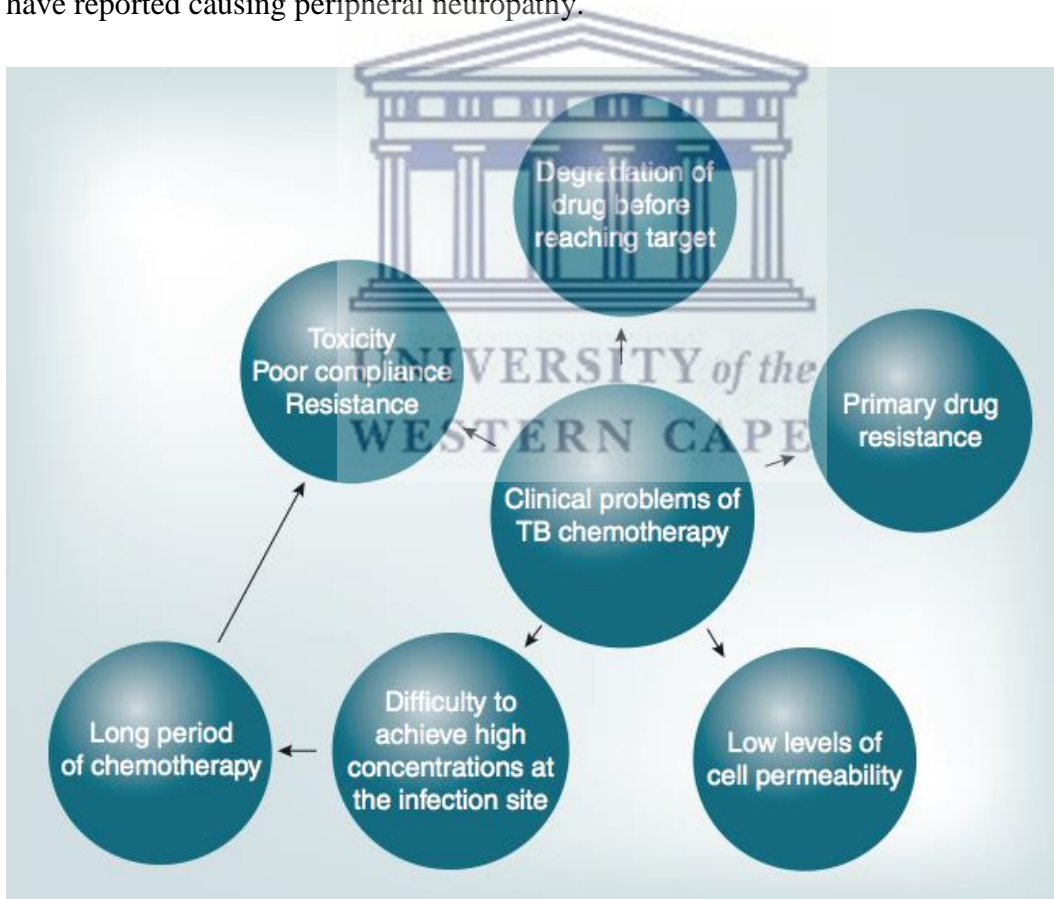 have reported causing peripheral neuropathy.
Degradation of
drug before
reaching target
Toxicity
Poor compliance
Resistance
UNIVERSITY of the
WESTERN CAPE
Primary drug
resistance
Clinical problems of
TB chemotherapy
Long period
of chemotherapy
Difficulty to
achieve high
concentrations at
the infection site
Low levels of
cell permeability